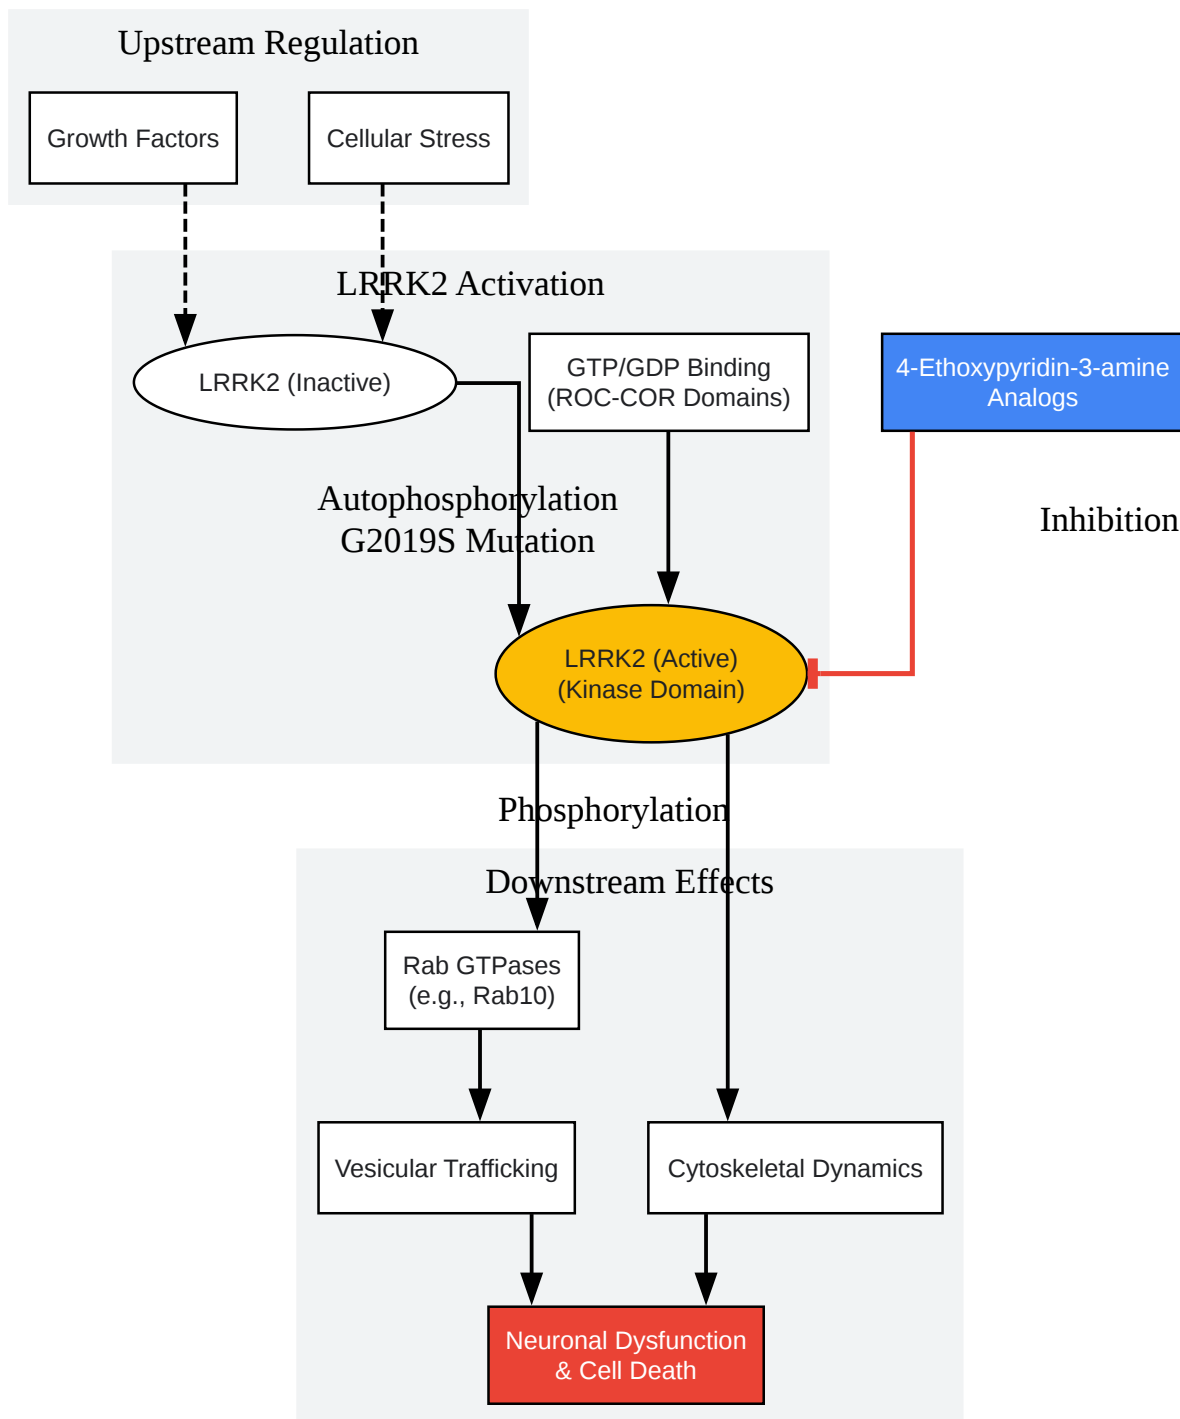 Upstream Regulation
Growth Factors
Cellular Stress
LRRK2 Activation
LRRK2 (Inactive)
GTP/GDP Binding
(ROC-COR Domains)
4-Ethoxypyridin-3-amine
Analogs
Autophosphorylation
G2019S Mutation
Inhibition
LRRK2 (Active)
(Kinase Domain)
Phosphorylation
Downstream Effects
Rab GTPases
(e.g., Rab10)
Vesicular Trafficking
Cytoskeletal Dynamics
Neuronal Dysfunction
& Cell Death